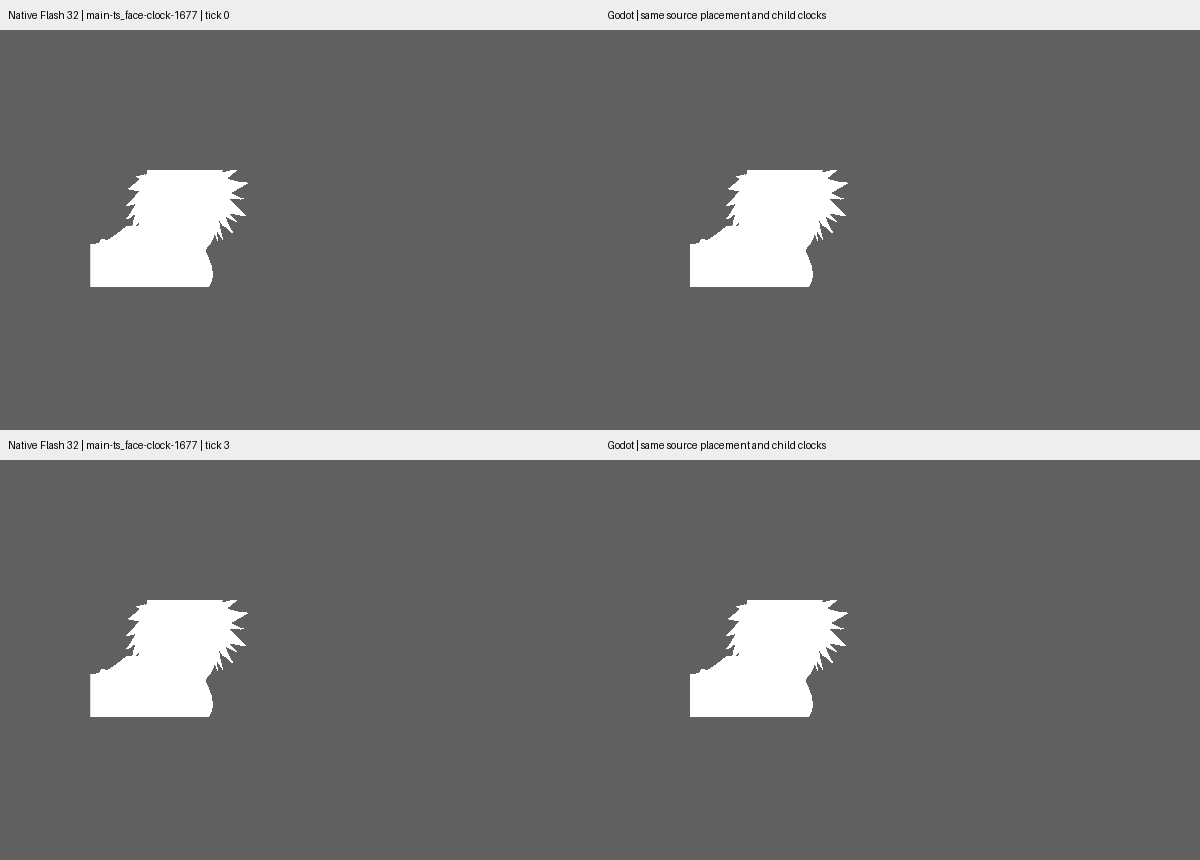 Native Flash 32 | main-ts_face-clock-1677 | tick 0
Godot | same source placement and child clocks
Native Flash 32 | main-ts_face-clock-1677 | tick 3
Godot | same source placement and child clocks